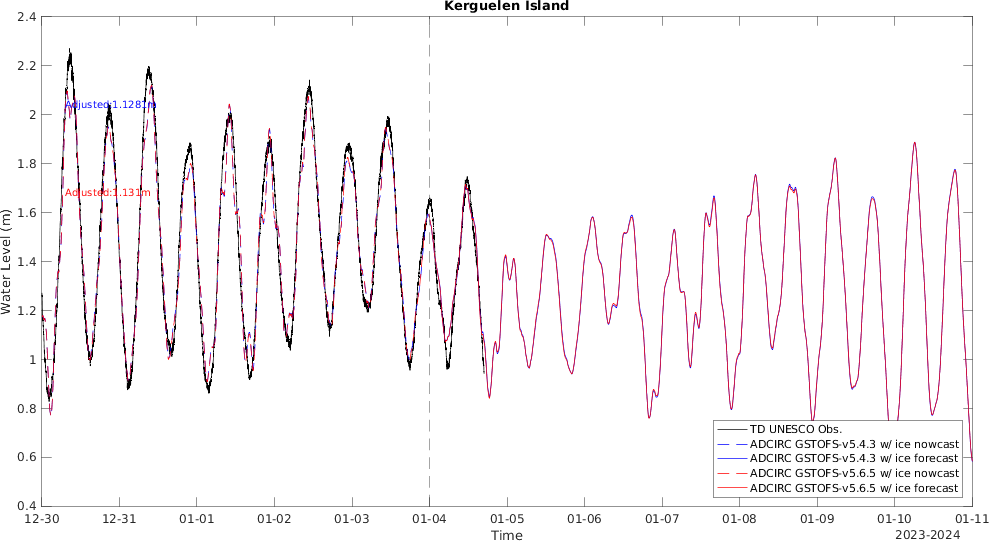 Kerguelen Island
2.4
2.2
2
1.8
1.6
1.4
1.2
1
0.8
0.6
0.4
Water Level (m)
Adjusted:1.1281m
Adjusted:1.131m
TD UNESCO Obs.
ADCIRC GSTOFS-v5.4.3 w/ ice nowcast
ADCIRC GSTOFS-v5.4.3 w/ ice forecast
ADCIRC GSTOFS-v5.6.5 w/ ice nowcast
ADCIRC GSTOFS-v5.6.5 w/ ice forecast
12-30 12-31 01-01 01-02 01-03 01-04 01-05 01-06 01-07 01-08 01-09 01-10 01-11
Time
2023-2024